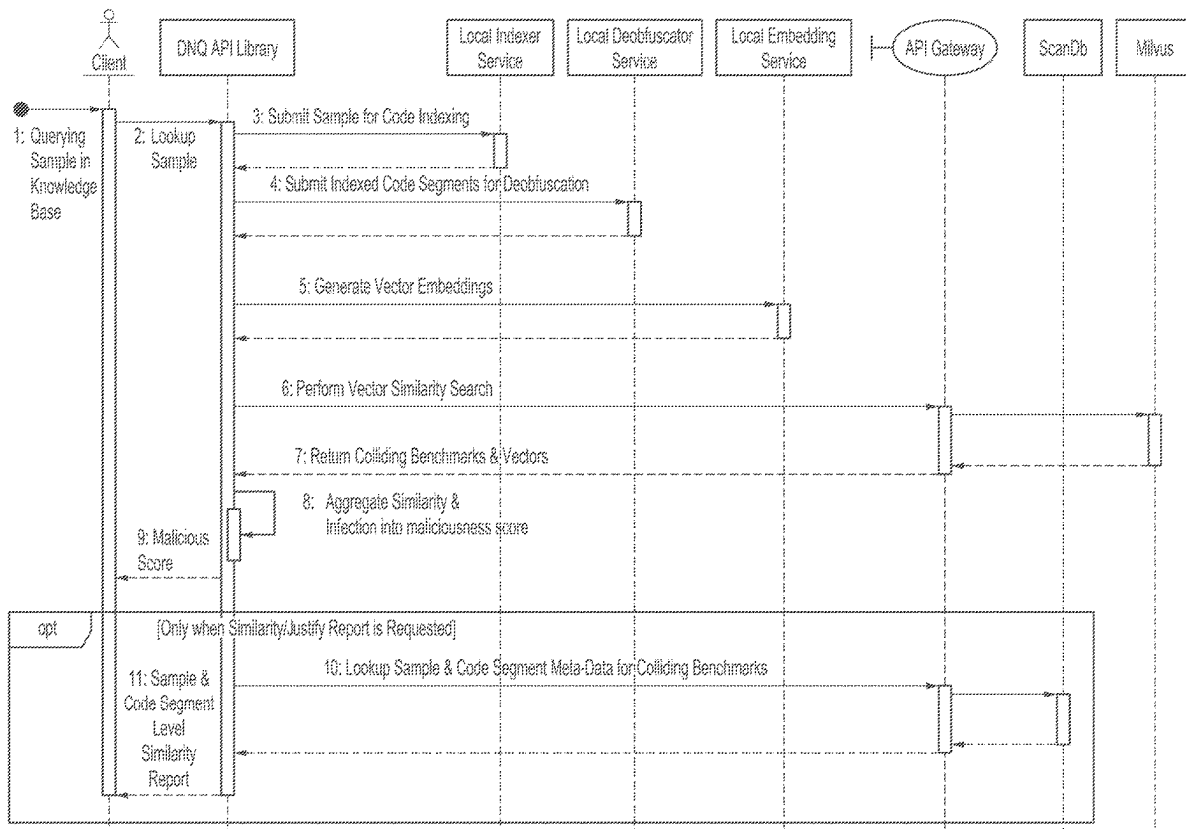 Client
DNQ API Library
Local Indexer
Service
Local Deobfuscator
Service
Local Embedding
Service
API Gateway
ScanDb
Milvus
1: Querying
Sample in
Knowledge
Base
2: Lookup
Sample
3: Submit Sample for Code Indexing
4: Submit Indexed Code Segments for Deobfuscation
5: Generate Vector Embeddings
6: Perform Vector Similarity Search
7: Return Colliding Benchmarks & Vectors
8: Aggregate Similarity &
Infection into maliciousness score
9: Malicious
Score
opt
[Only when Similarity/Justify Report is Requested]
10: Lookup Sample & Code Segment Meta-Data for Colliding Benchmarks
11: Sample &
Code Segment
Level
Similarity
Report